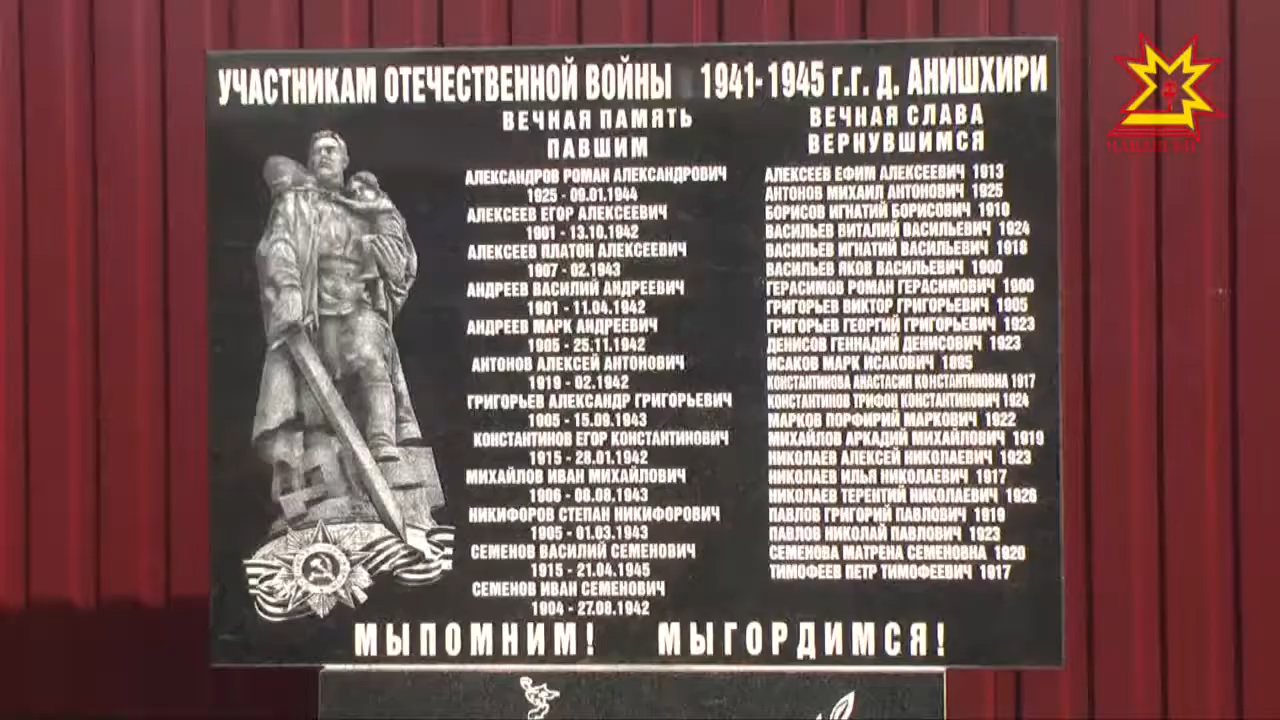 УЧАСТНИКАМ ОТЕЧЕСТВЕННОЙ ВОЙНЫ 1941-1945 г.г. д. АНИШХИРИ
ВЕЧНАЯ ПАМЯТЬ
ПАВШИМ
АЛЕКСАНДРОВ РОМАН АЛЕКСАНДРОВИЧ
1925 - 09.01.1944
АЛЕКСЕЕВ ЕГОР АЛЕКСЕЕВИЧ
1901 - 13.10.1942
АЛЕКСЕЕВ ПЛАТОН АЛЕКСЕЕВИЧ
1907 - 02.1943
АНДРЕЕВ ВАСИЛИЙ АНДРЕЕВИЧ
1901 - 11.04.1942
АНДРЕЕВ МАРК АНДРЕЕВИЧ
1905 - 25.11.1942
АНТОНОВ АЛЕКСЕЙ АНТОНОВИЧ
1919 - 02.1942
ГРИГОРЬЕВ АЛЕКСАНДР ГРИГОРЬЕВИЧ
1905 - 15.09.1943
КОНСТАНТИНОВ ЕГОР КОНСТАНТИНОВИЧ
1915 - 28.01.1942
МИХАЙЛОВ ИВАН МИХАЙЛОВИЧ
1906 - 08.08.1943
НИКИФОРОВ СТЕПАН НИКИФОРОВИЧ
1905 - 01.03.1943
СЕМЕНОВ ВАСИЛИЙ СЕМЕНОВИЧ
1915 - 21.04.1945
СЕМЕНОВ ИВАН СЕМЕНОВИЧ
1904 - 27.08.1942
ВЕЧНАЯ СЛАВА
ВЕРНУВШИМСЯ
АЛЕКСЕЕВ ЕФИМ АЛЕКСЕЕВИЧ 1913
АНТОНОВ МИХАИЛ АНТОНОВИЧ 1925
БОРИСОВ ИГНАТИЙ БОРИСОВИЧ 1910
ВАСИЛЬЕВ ВИТАЛИЙ ВАСИЛЬЕВИЧ 1924
ВАСИЛЬЕВ ИГНАТИЙ ВАСИЛЬЕВИЧ 1918
ВАСИЛЬЕВ ЯКОВ ВАСИЛЬЕВИЧ 1900
ГЕРАСИМОВ РОМАН ГЕРАСИМОВИЧ 1900
ГРИГОРЬЕВ ВИКТОР ГРИГОРЬЕВИЧ 1905
ГРИГОРЬЕВ ГЕОРГИЙ ГРИГОРЬЕВИЧ 1923
ДЕНИСОВ ГЕННАДИЙ ДЕНИСОВИЧ 1923
ИСАКОВ МАРК ИСАКОВИЧ 1895
КОНСТАНТИНОВА АНАСТАСИЯ КОНСТАНТИНОВНА 1917
КОНСТАНТИНОВ ТРИФОН КОНСТАНТИНОВИЧ 1924
МАРКОВ ПОРФИРИЙ МАРКОВИЧ 1922
МИХАЙЛОВ АРКАДИЙ МИХАЙЛОВИЧ 1919
НИКОЛАЕВ АЛЕКСЕЙ НИКОЛАЕВИЧ 1923
НИКОЛАЕВ ИЛЬЯ НИКОЛАЕВИЧ 1917
НИКОЛАЕВ ТЕРЕНТИЙ НИКОЛАЕВИЧ 1926
ПАВЛОВ ГРИГОРИЙ ПАВЛОВИЧ 1919
ПАВЛОВ НИКОЛАЙ ПАВЛОВИЧ 1923
СЕМЕНОВА МАТРЕНА СЕМЕНОВНА 1920
ТИМОФЕЕВ ПЕТР ТИМОФЕЕВИЧ 1917
МЫ ПОМНИМ! МЫ ГОРДИМСЯ!